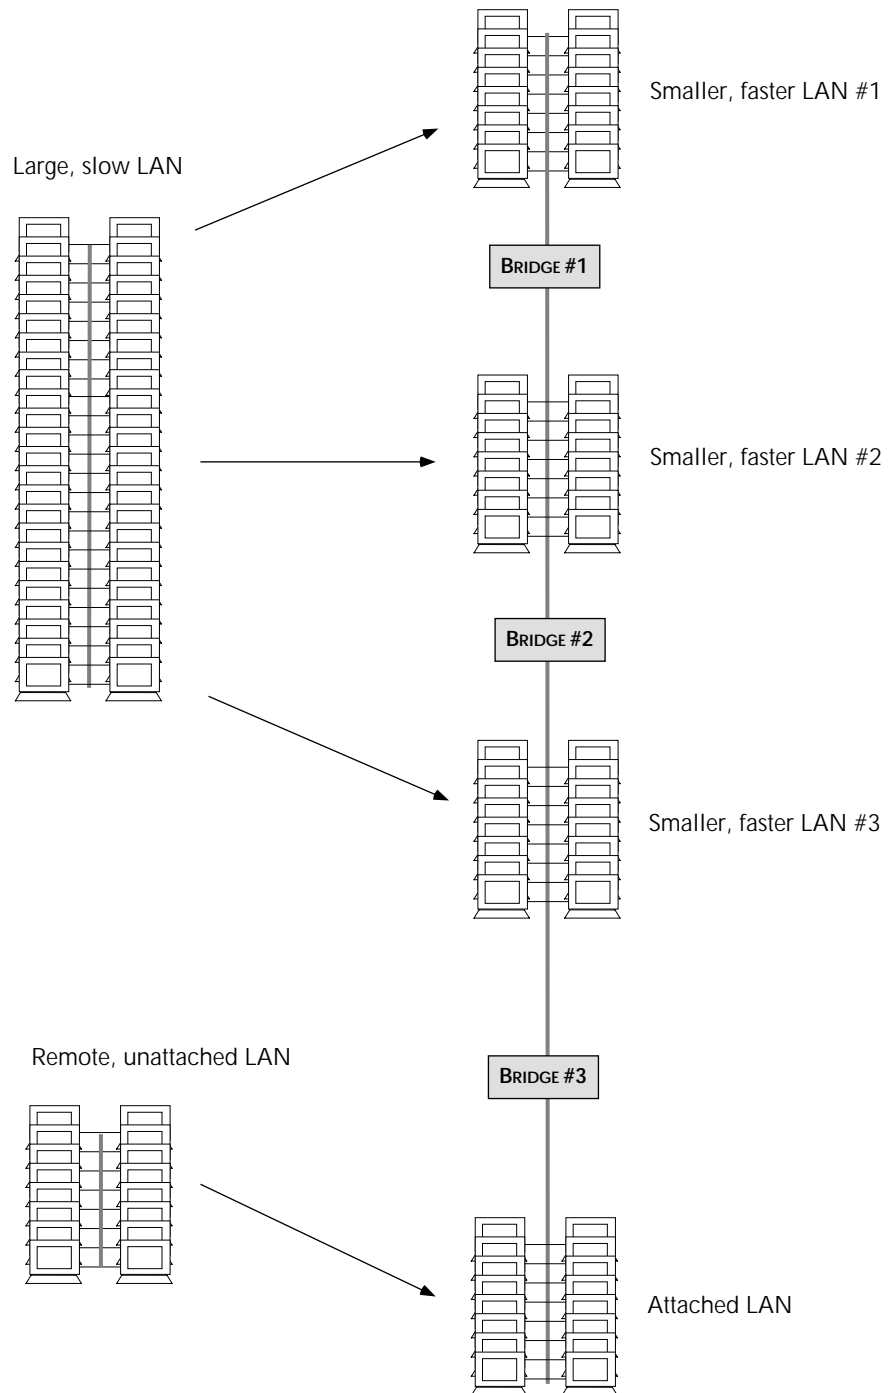 Smaller, faster LAN #1
Large, slow LAN
BRIDGE #1
Smaller, faster LAN #2
BRIDGE #2
Smaller, faster LAN #3
Remote, unattached LAN
BRIDGE #3
Attached LAN